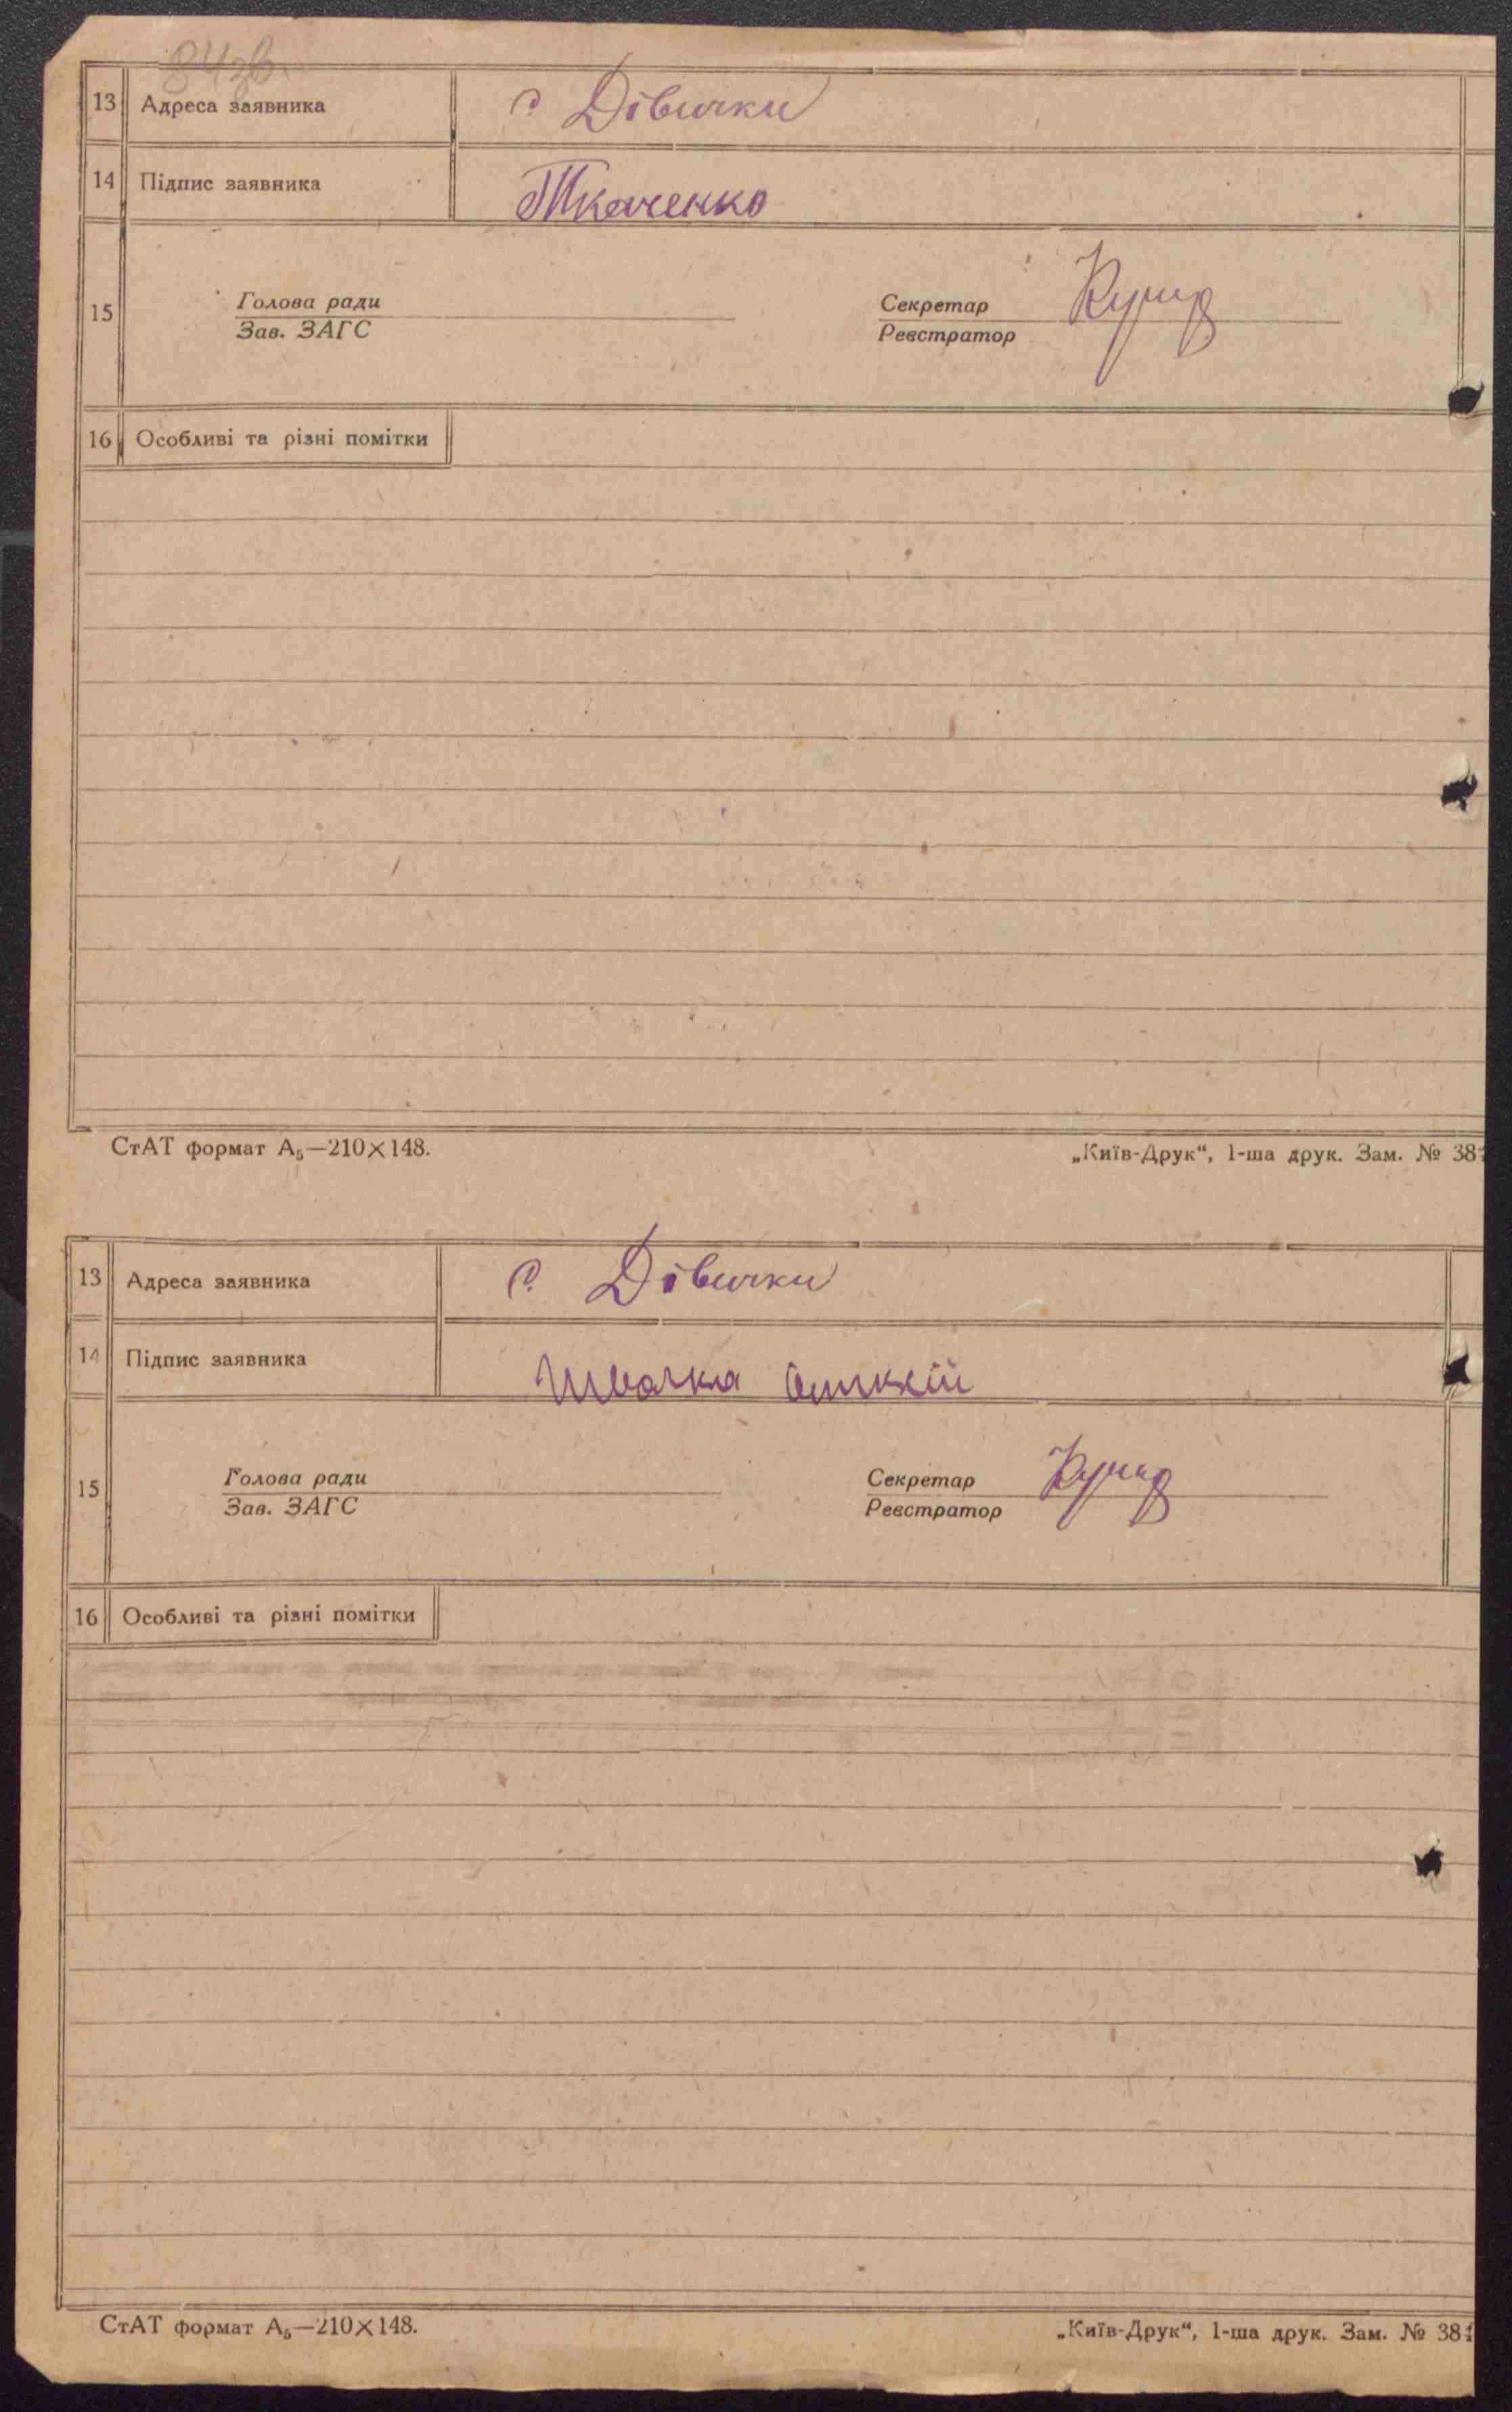 84зв.
13 Адреса заявника с Дівички
14 Підпис заявника Ткаченко
15 Голова ради Секретар
Зав. ЗАГС Реєстратор
16 Особливі та різні помітки
СтАТ формат А₅—210×148. „Київ-Друк“, 1-ша друк. Зам. № 38
13 Адреса заявника с. Дівички
14 Підпис заявника Швачка
15 Голова ради Секретар
Зав. ЗАГС Реєстратор
16 Особливі та різні помітки
СтАТ формат А₅—210×148. „Київ-Друк“, 1-ша друк. Зам. № 381